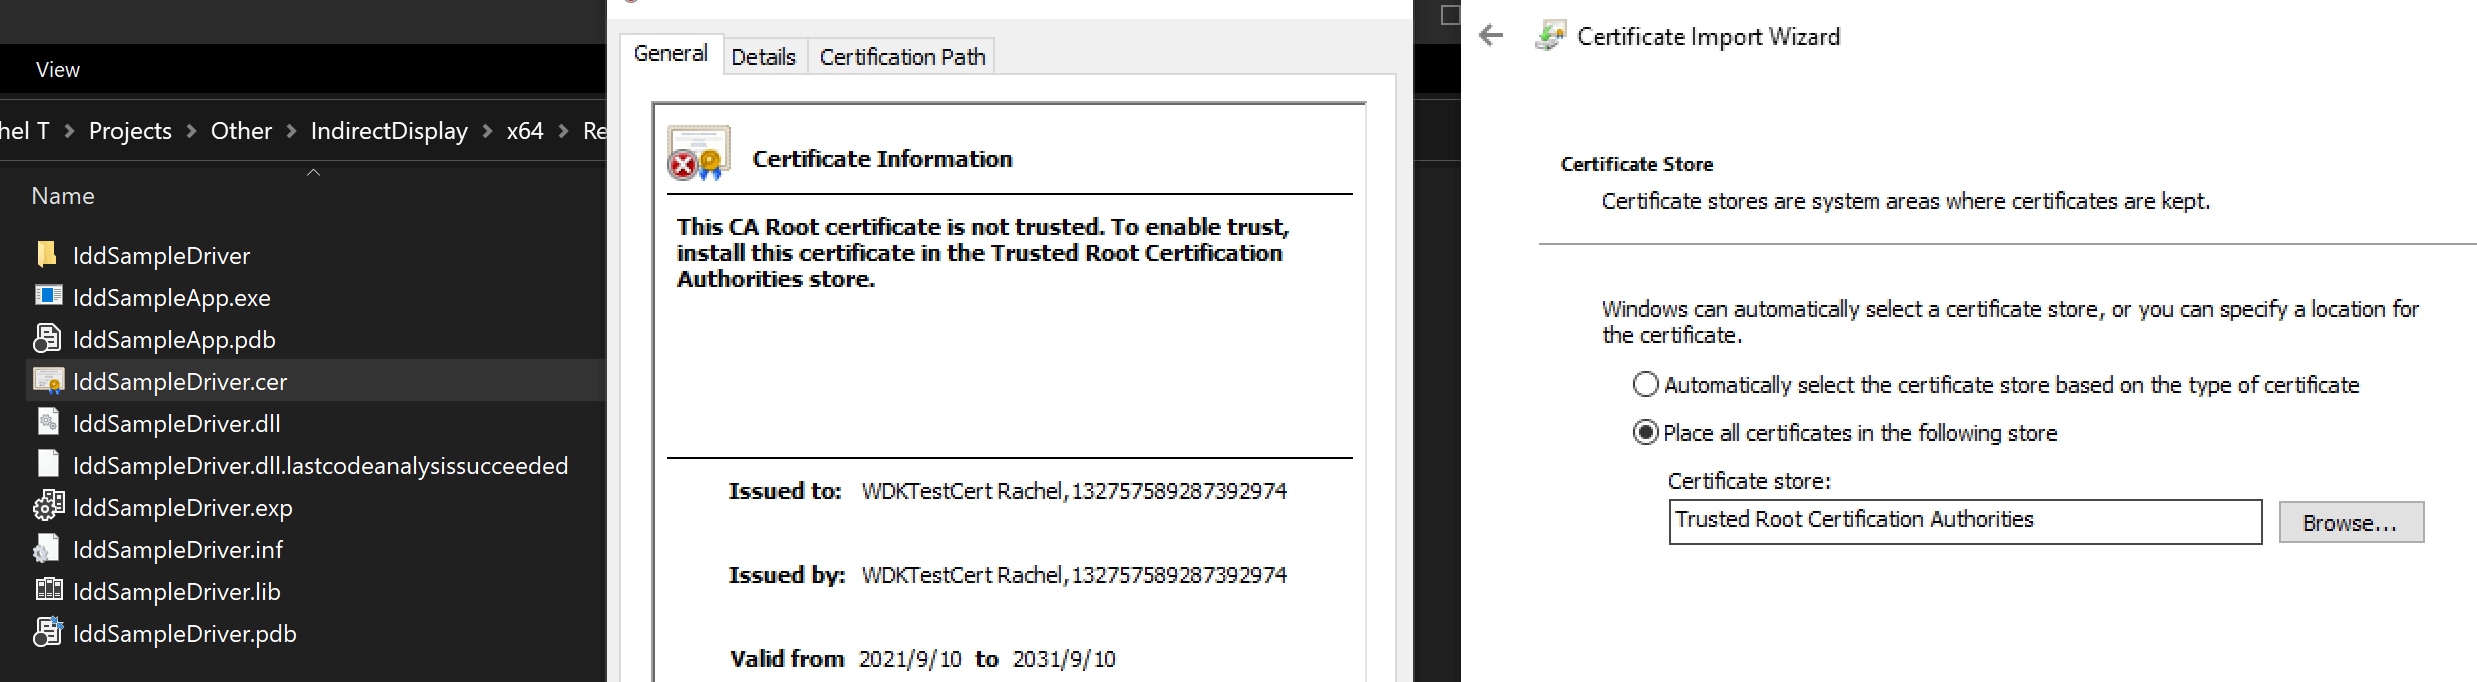 View
hel T > Projects > Other > IndirectDisplay > x64 > Re
Name
IddSampleDriver
IddSampleApp.exe
IddSampleApp.pdb
IddSampleDriver.cer
IddSampleDriver.dll
IddSampleDriver.dll.lastcodeanalysissucceeded
IddSampleDriver.exp
IddSampleDriver.inf
IddSampleDriver.lib
IddSampleDriver.pdb
General
Details
Certification Path
Certificate Information
This CA Root certificate is not trusted. To enable trust,
install this certificate in the Trusted Root Certification
Authorities store.
Issued to: WDKTestCert Rachel,132757589287392974
Issued by: WDKTestCert Rachel,132757589287392974
Valid from 2021/9/10 to 2031/9/10
Certificate Import Wizard
Certificate Store
Certificate stores are system areas where certificates are kept.
Windows can automatically select a certificate store, or you can specify a location for
the certificate.
Automatically select the certificate store based on the type of certificate
Place all certificates in the following store
Certificate store:
Trusted Root Certification Authorities
Browse...